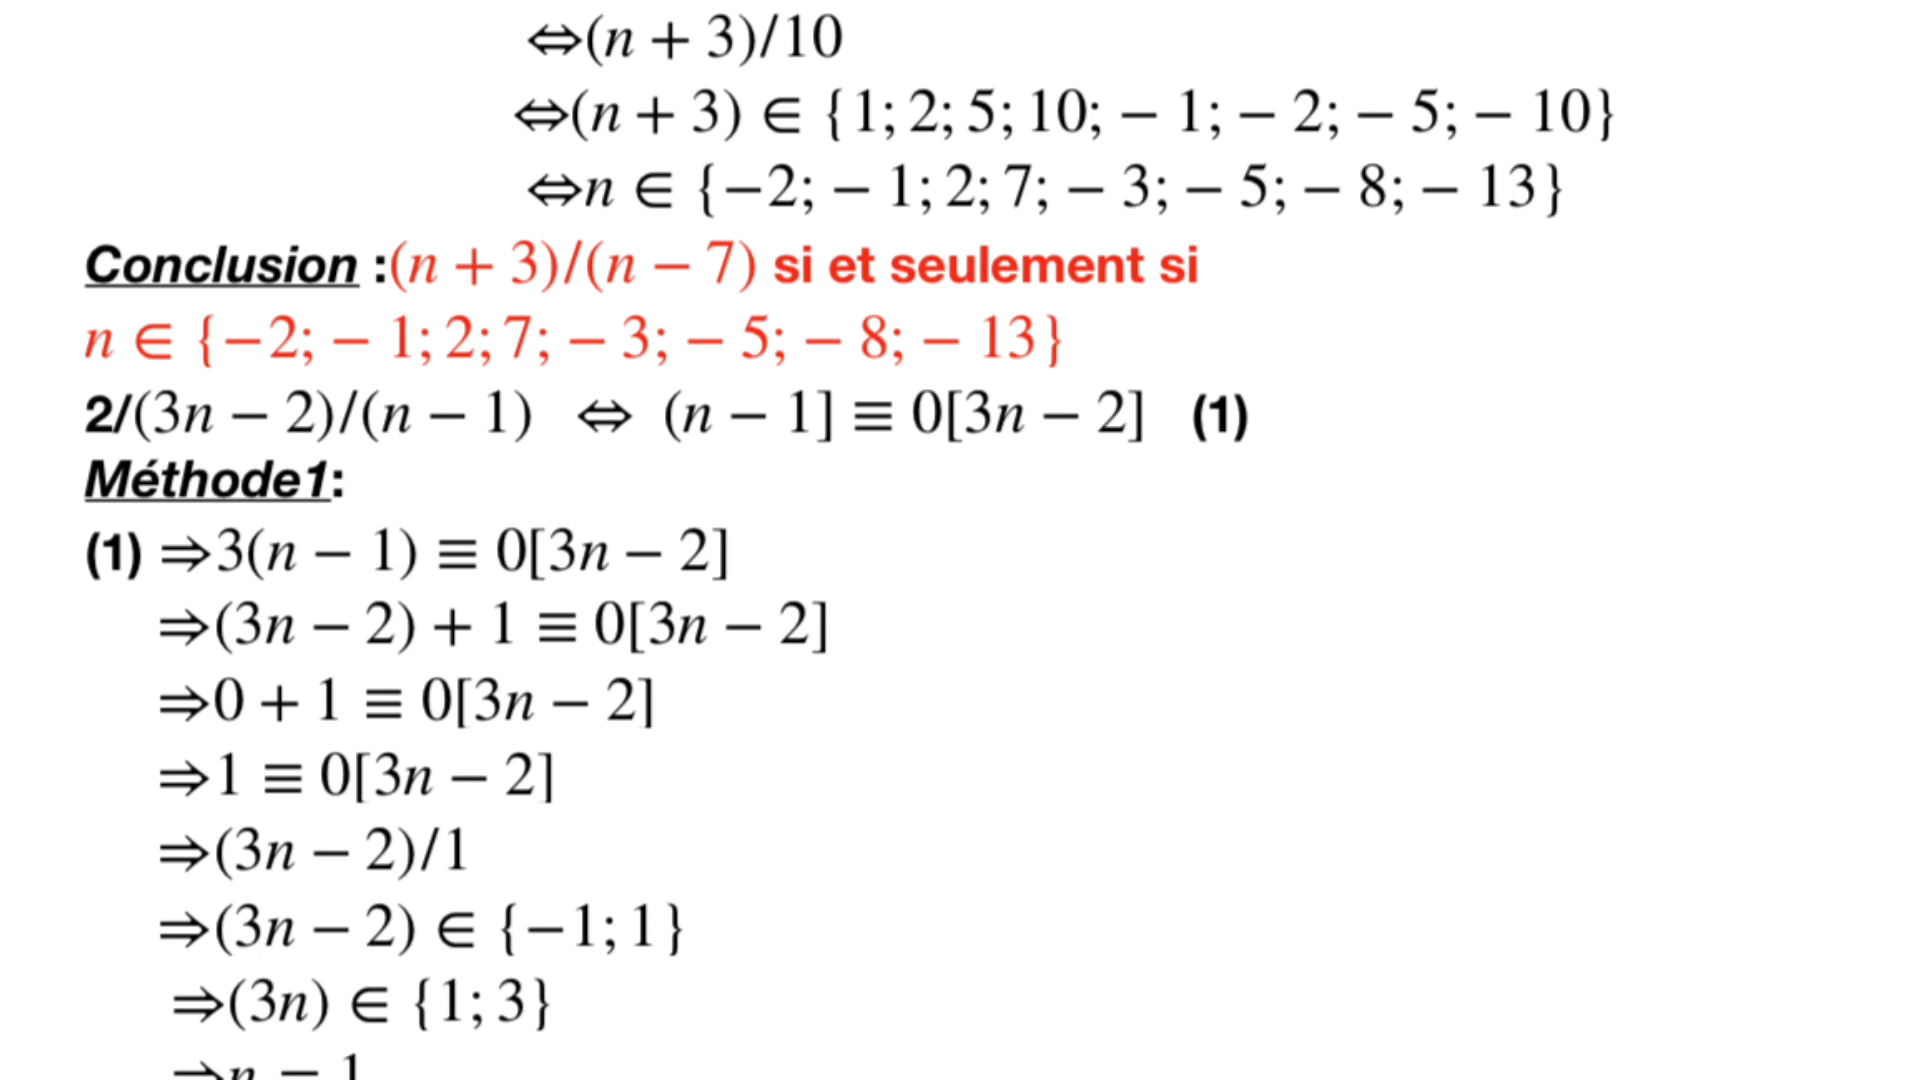 ⇔(n + 3)/10
⇔(n + 3) ∈ {1; 2; 5; 10; − 1; − 2; − 5; − 10}
⇔n ∈ {−2; − 1; 2; 7; − 3; − 5; − 8; − 13}
Conclusion :(n + 3)/(n − 7) si et seulement si
n ∈ {−2; − 1; 2; 7; − 3; − 5; − 8; − 13}
2/(3n − 2)/(n − 1) ⇔ (n − 1] ≡ 0[3n − 2] (1)
Méthode1:
(1) ⇒3(n − 1) ≡ 0[3n − 2]
⇒(3n − 2) + 1 ≡ 0[3n − 2]
⇒0 + 1 ≡ 0[3n − 2]
⇒1 ≡ 0[3n − 2]
⇒(3n − 2)/1
⇒(3n − 2) ∈ {−1; 1}
⇒(3n) ∈ {1; 3}
⇒n = 1